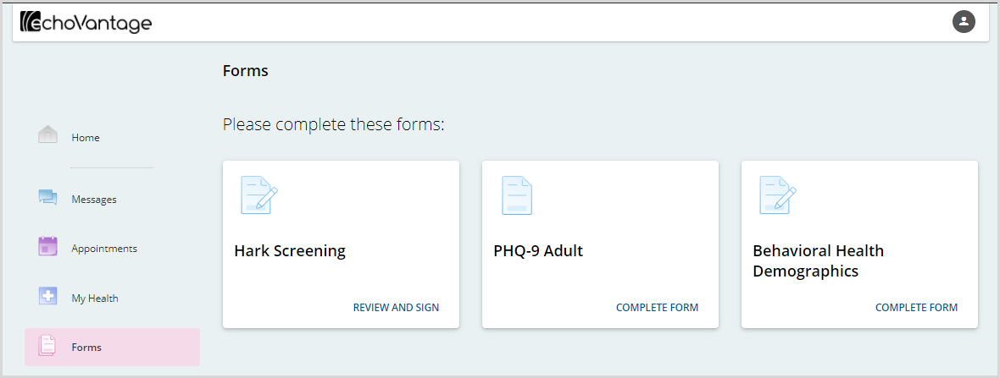 echoVantage
Forms
Please complete these forms:
Home
Messages
Appointments
My Health
Forms
Hark Screening
REVIEW AND SIGN
PHQ-9 Adult
COMPLETE FORM
Behavioral Health
Demographics
COMPLETE FORM